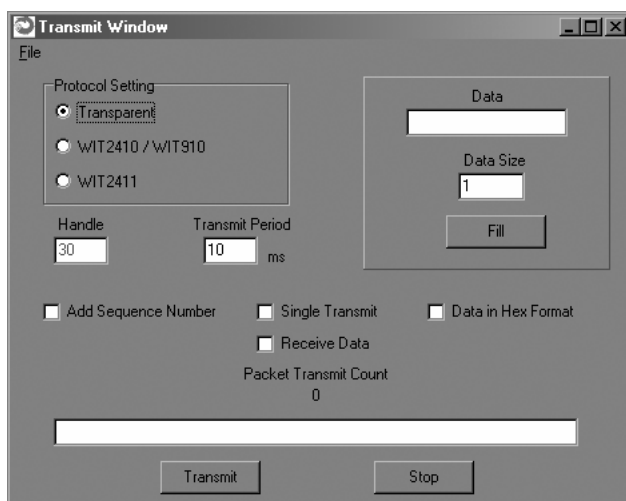 Transmit Window
File
Protocol Setting
Transparent
WIT2410 / WIT910
WIT2411
Handle
30
Transmit Period
10 ms
Data
Data Size
1
Fill
Add Sequence Number
Single Transmit
Data in Hex Format
Receive Data
Packet Transmit Count
0
Transmit
Stop